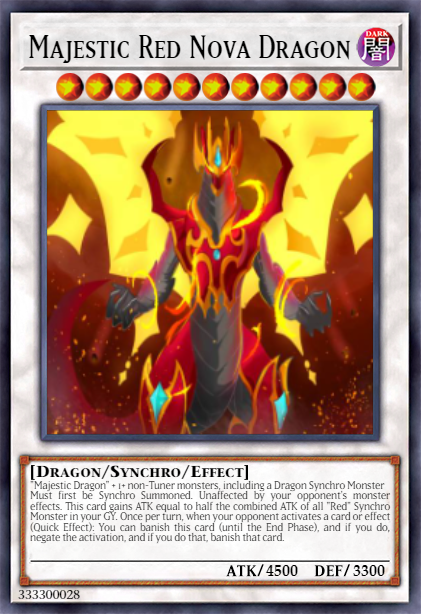 Majestic Red Nova Dragon
DARK
闇
[Dragon/Synchro/Effect]
"Majestic Dragon" + 1+ non-Tuner monsters, including a Dragon Synchro Monster
Must first be Synchro Summoned. Unaffected by your opponent's monster
effects. This card gains ATK equal to half the combined ATK of all "Red" Synchro
Monster in your GY. Once per turn, when your opponent activates a card or effect
(Quick Effect): You can banish this card (until the End Phase), and if you do,
negate the activation, and if you do that, banish that card.
ATK/4500 DEF/3300
333300028